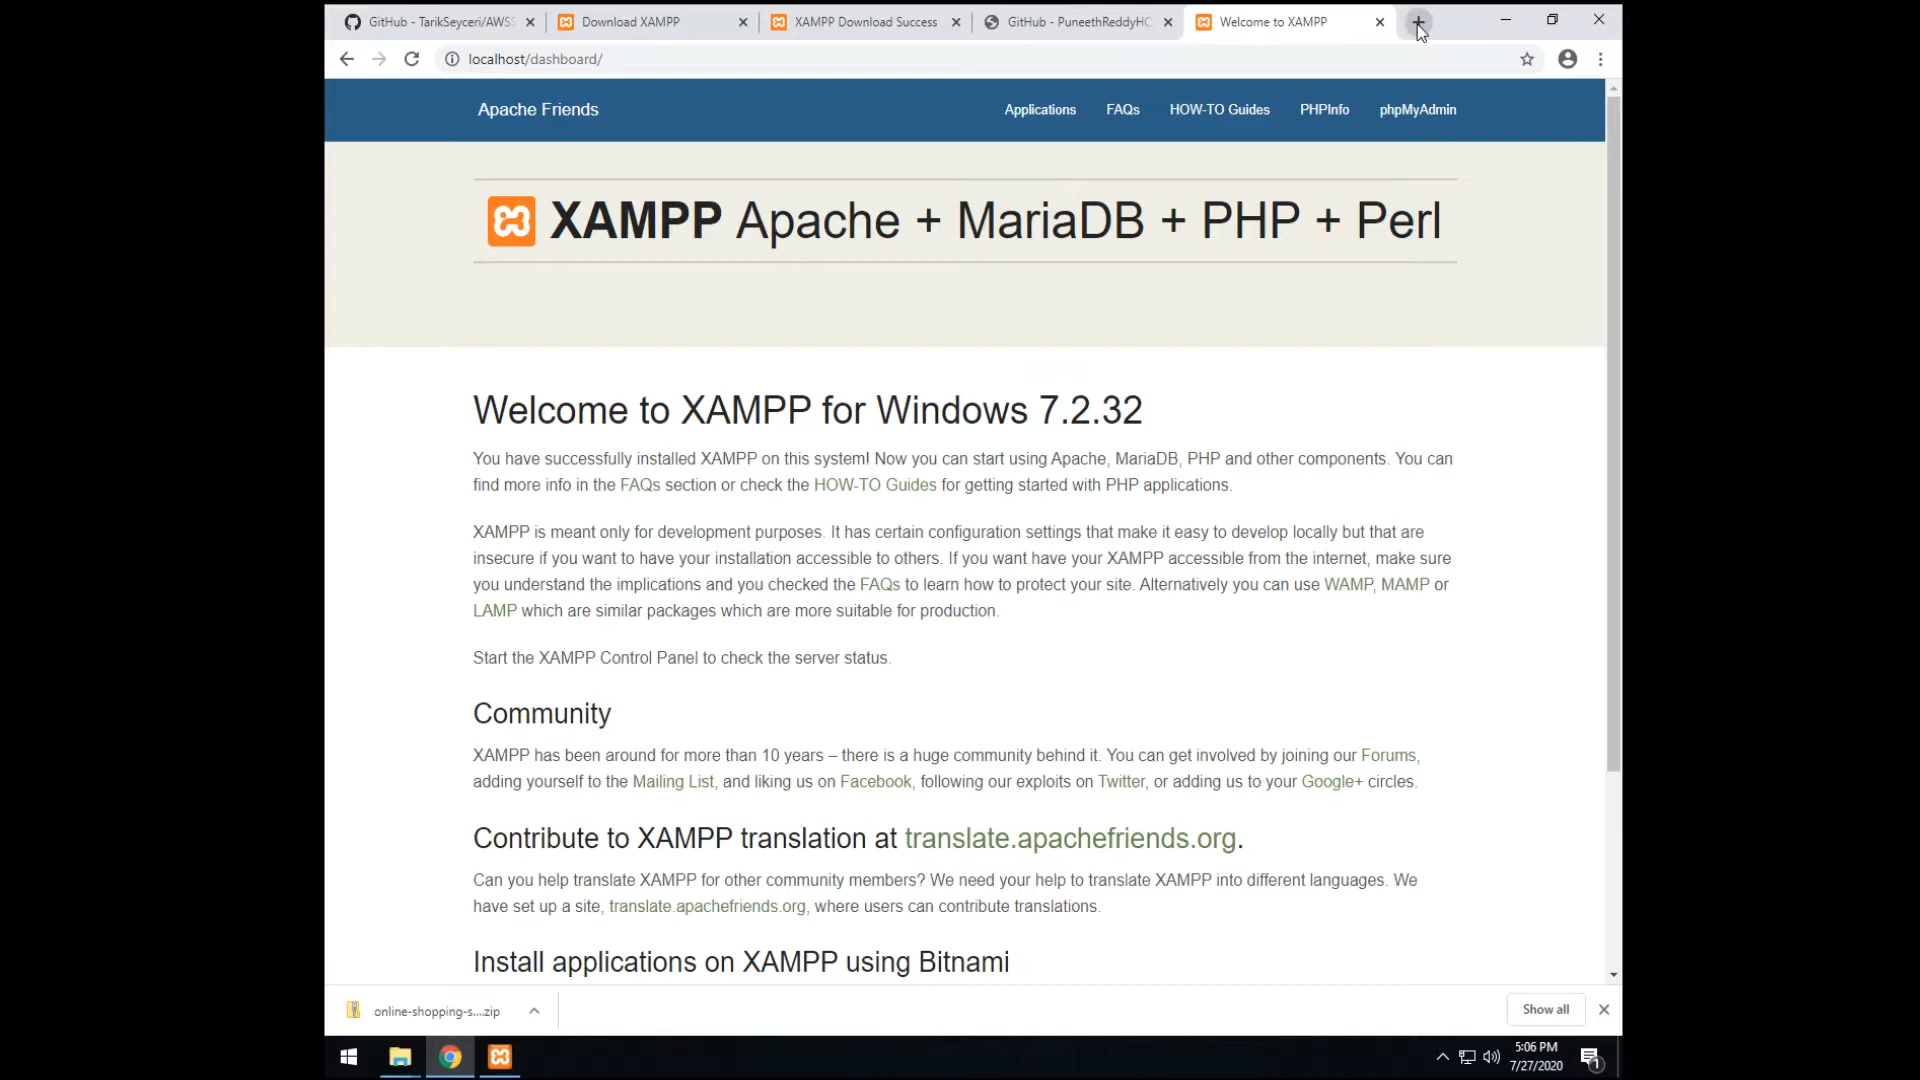 GitHub - TarikSeyceri/AWSS
Download XAMPP
XAMPP Download Success
GitHub - PuneethReddyHC
Welcome to XAMPP
localhost/dashboard/
Apache Friends
Applications
FAQs
HOW-TO Guides
PHPInfo
phpMyAdmin
XAMPP Apache + MariaDB + PHP + Perl
Welcome to XAMPP for Windows 7.2.32
You have successfully installed XAMPP on this system! Now you can start using Apache, MariaDB, PHP and other components. You can
find more info in the FAQs section or check the HOW-TO Guides for getting started with PHP applications.
XAMPP is meant only for development purposes. It has certain configuration settings that make it easy to develop locally but that are
insecure if you want to have your installation accessible to others. If you want have your XAMPP accessible from the internet, make sure
you understand the implications and you checked the FAQs to learn how to protect your site. Alternatively you can use WAMP, MAMP or
LAMP which are similar packages which are more suitable for production.
Start the XAMPP Control Panel to check the server status.
Community
XAMPP has been around for more than 10 years – there is a huge community behind it. You can get involved by joining our Forums,
adding yourself to the Mailing List, and liking us on Facebook, following our exploits on Twitter, or adding us to your Google+ circles.
Contribute to XAMPP translation at translate.apachefriends.org.
Can you help translate XAMPP for other community members? We need your help to translate XAMPP into different languages. We
have set up a site, translate.apachefriends.org, where users can contribute translations.
Install applications on XAMPP using Bitnami
online-shopping-s....zip
Show all
5:06 PM
7/27/2020
1